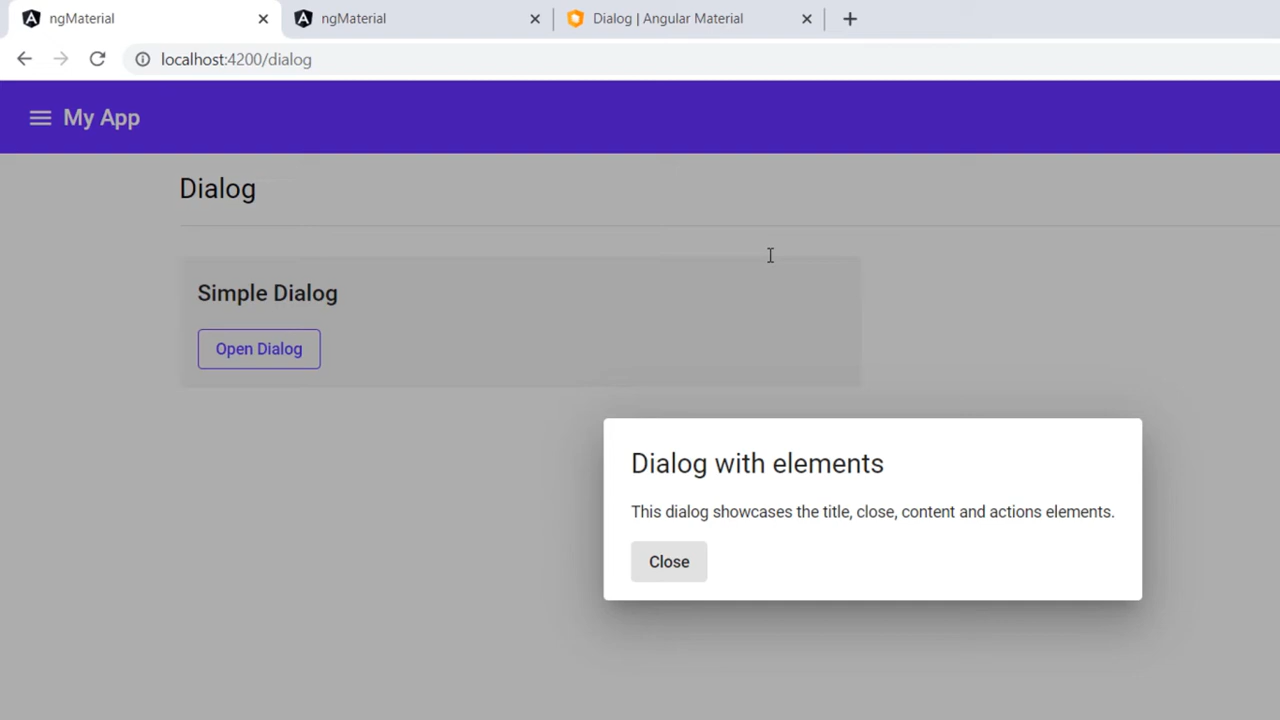 ngMaterial
ngMaterial
Dialog | Angular Material
localhost:4200/dialog
My App
Dialog
Simple Dialog
Open Dialog
Dialog with elements
This dialog showcases the title, close, content and actions elements.
Close